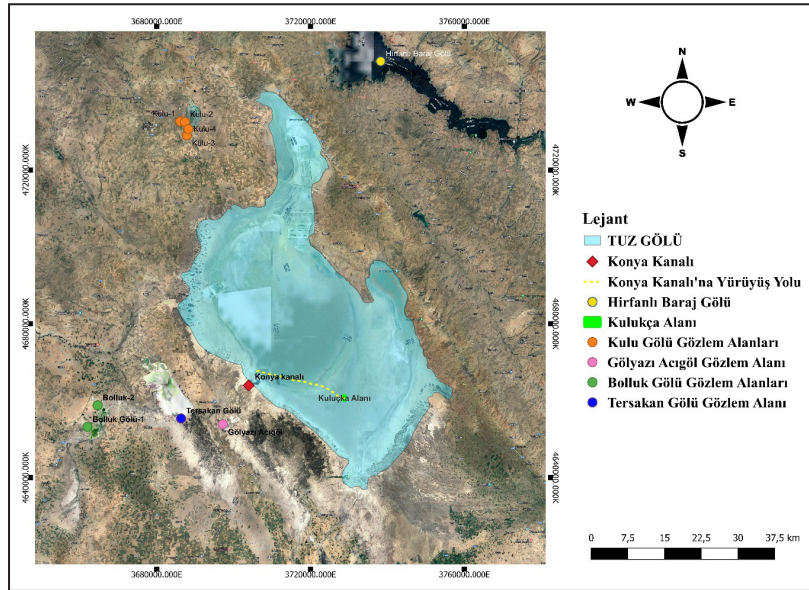 3680000.000E
3720000.000E
3760000.000E
Hirfanlı Baraj Gölü
N
W
E
S
Kulu-1
Kulu-2
Kulu-4
Kulu-3
4720000.000K
4720000.000K
Lejant
TUZ GÖLÜ
Konya Kanalı
Konya Kanalı'na Yürüyüş Yolu
Hirfanlı Baraj Gölü
Kulukça Alanı
Kulu Gölü Gözlem Alanları
Gölyazı Acıgöl Gözlem Alanı
Bolluk Gölü Gözlem Alanları
Tersakan Gölü Gözlem Alanı
4680000.000K
4680000.000K
Konya kanalı
Kuluçka Alanı
Bolluk-2
Bolluk Gölü-1
Tersakan Gölü
Gölyazı Acıgöl
4640000.000K
4640000.000K
0 7,5 15 22,5 30 37,5 km
3680000.000E
3720000.000E
3760000.000E